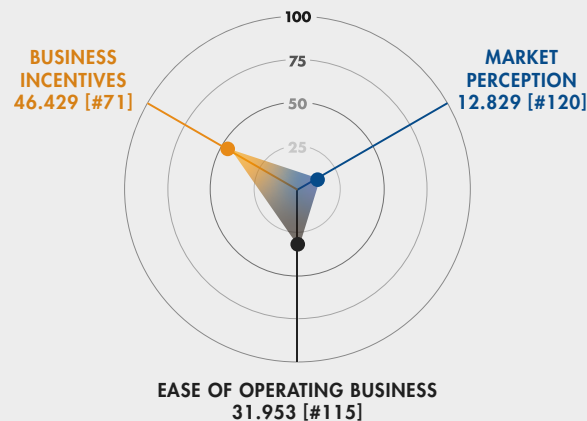 100
75
50
25
BUSINESS
INCENTIVES
46.429 [#71]
MARKET
PERCEPTION
12.829 [#120]
EASE OF OPERATING BUSINESS
31.953 [#115]